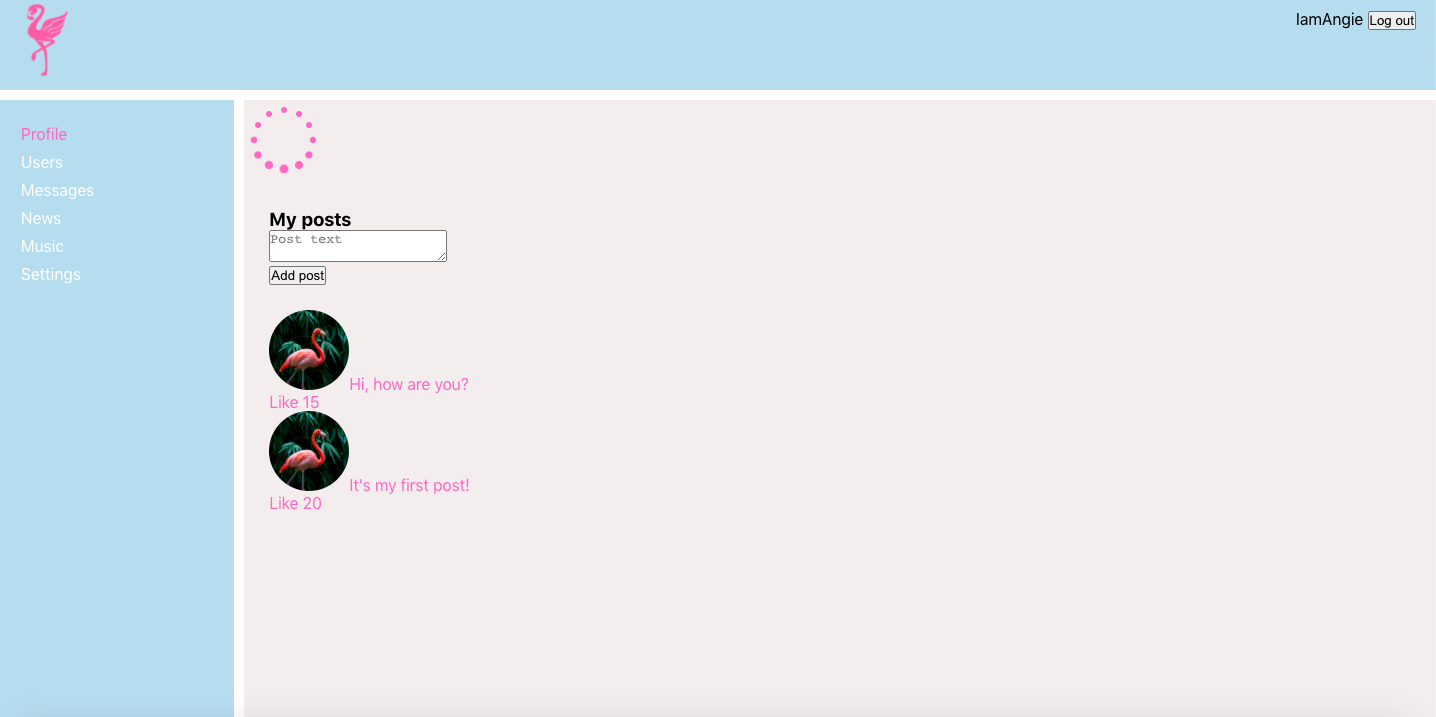 IamAngie Log out
Profile
Users
Messages
News
Music
Settings
My posts
Post text
Add post
Hi, how are you?
Like 15
It's my first post!
Like 20